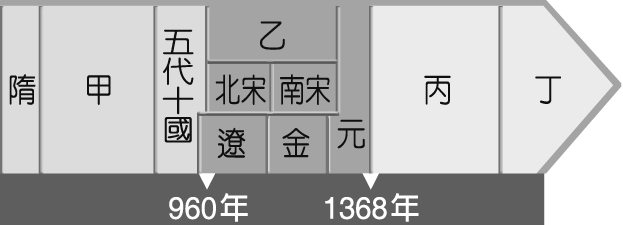 隋
甲
五代十國
乙
北宋
南宋
遼
金
元
丙
丁
960年
1368年